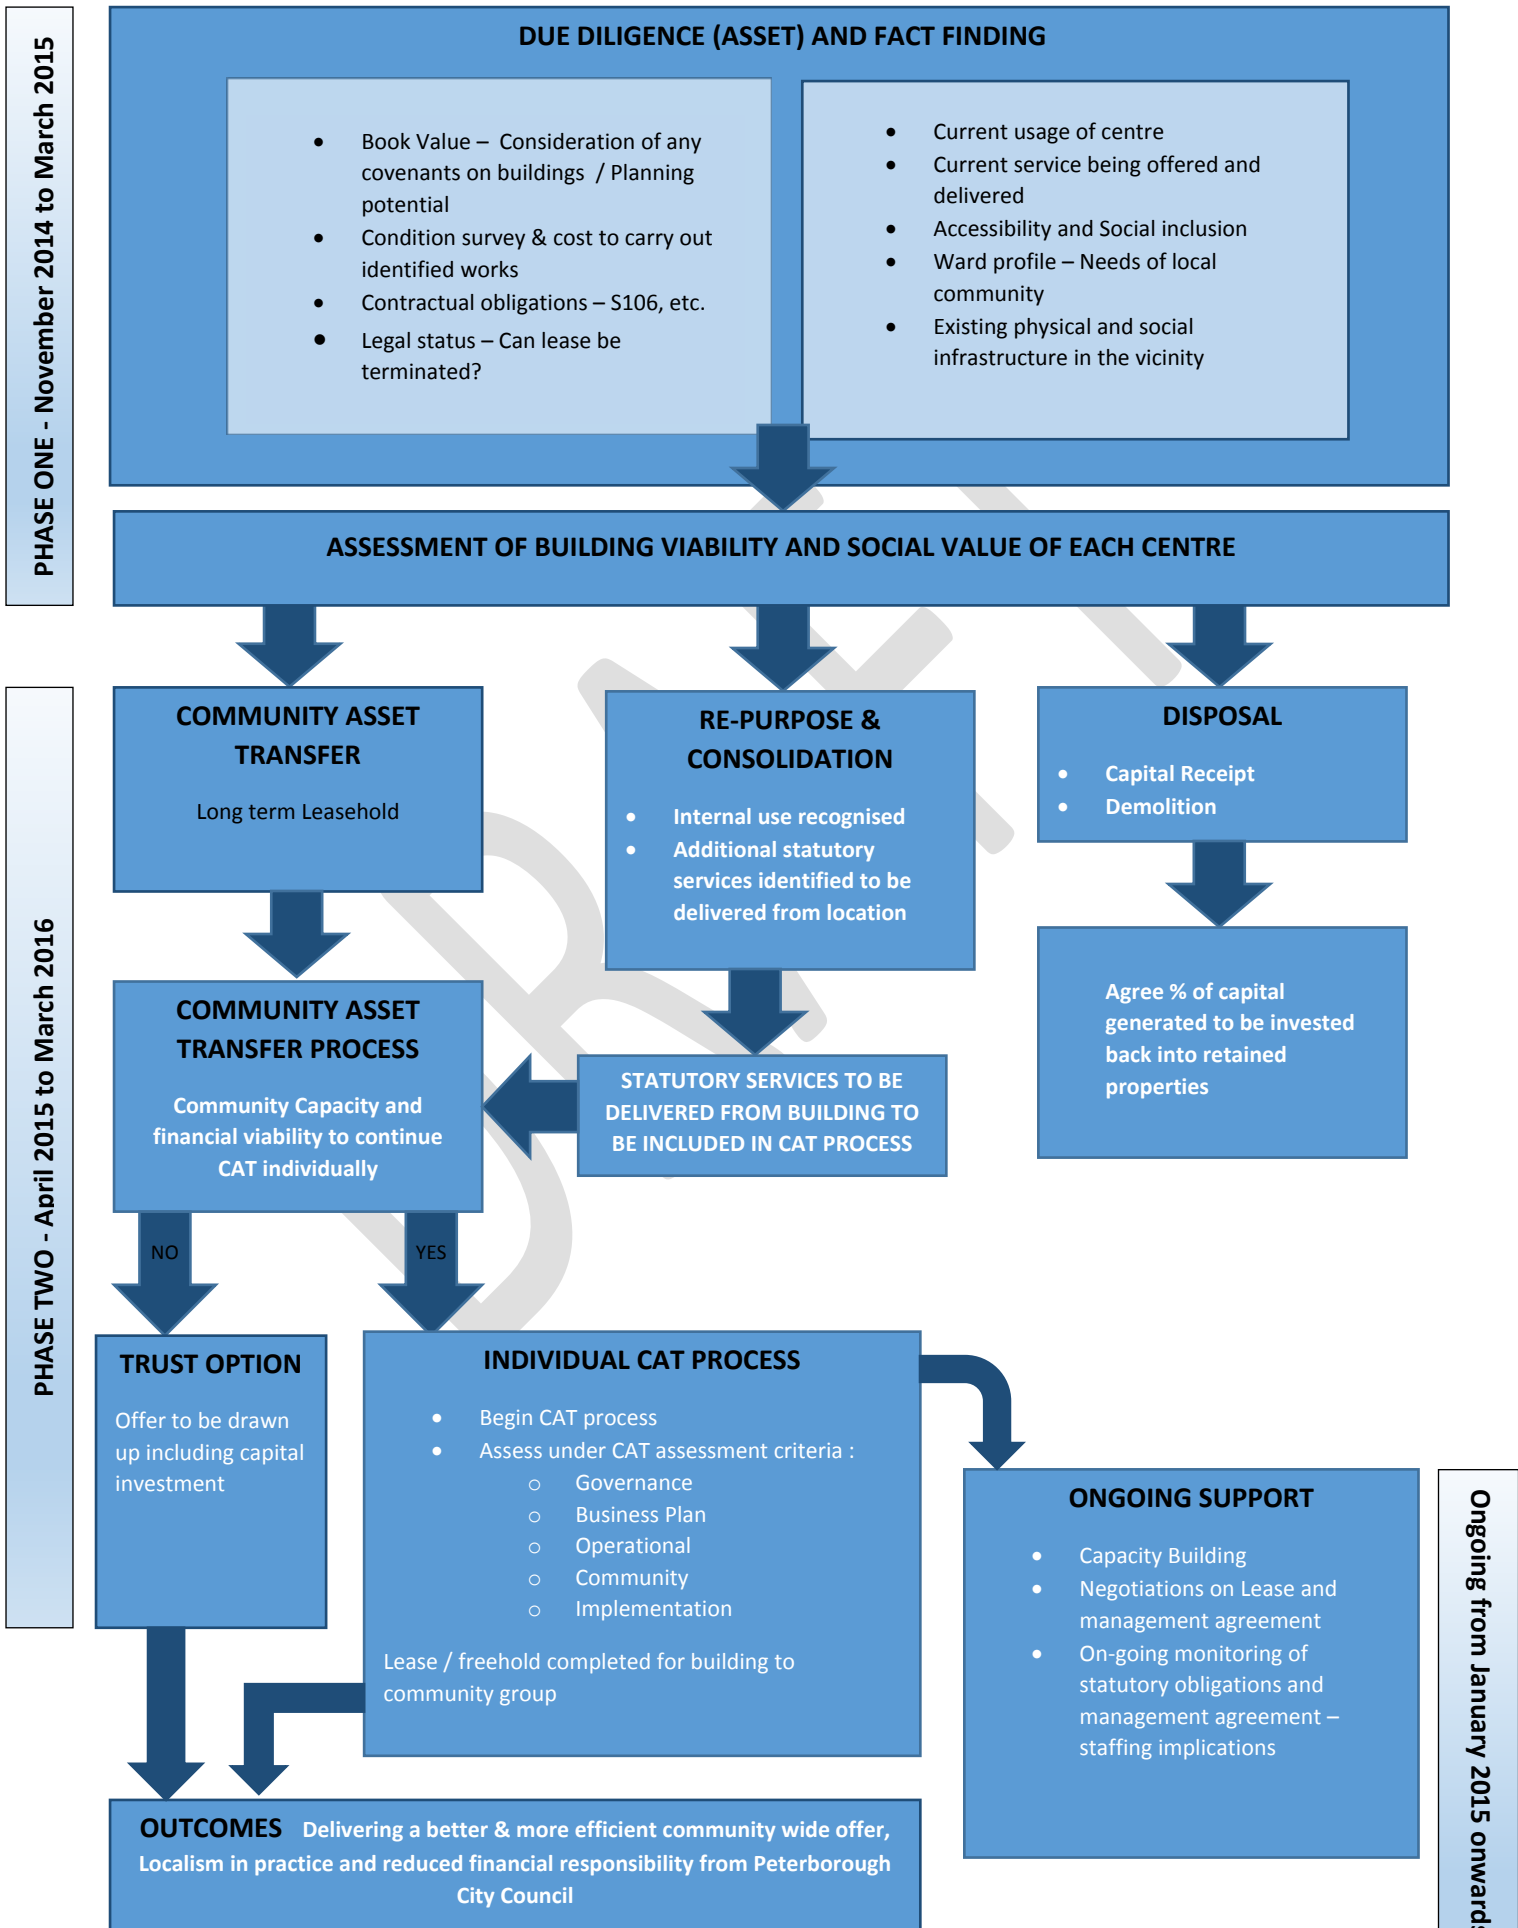 PHASE ONE - November 2014 to March 2015
DUE DILIGENCE (ASSET) AND FACT FINDING
• Book Value – Consideration of any
covenants on buildings / Planning
potential
• Condition survey & cost to carry out
identified works
• Contractual obligations – S106, etc.
• Legal status – Can lease be
terminated?
• Current usage of centre
• Current service being offered and
delivered
• Accessibility and Social inclusion
• Ward profile – Needs of local
community
• Existing physical and social
infrastructure in the vicinity
ASSESSMENT OF BUILDING VIABILITY AND SOCIAL VALUE OF EACH CENTRE
PHASE TWO - April 2015 to March 2016
COMMUNITY ASSET
TRANSFER
Long term Leasehold
RE-PURPOSE &
CONSOLIDATION
• Internal use recognised
• Additional statutory
services identified to be
delivered from location
DISPOSAL
• Capital Receipt
• Demolition
Agree % of capital
generated to be invested
back into retained
properties
COMMUNITY ASSET
TRANSFER PROCESS
Community Capacity and
financial viability to continue
CAT individually
STATUTORY SERVICES TO BE
DELIVERED FROM BUILDING TO
BE INCLUDED IN CAT PROCESS
NO
YES
TRUST OPTION
Offer to be drawn
up including capital
investment
INDIVIDUAL CAT PROCESS
• Begin CAT process
• Assess under CAT assessment criteria :
o Governance
o Business Plan
o Operational
o Community
o Implementation
Lease / freehold completed for building to
community group
ONGOING SUPPORT
• Capacity Building
• Negotiations on Lease and
management agreement
• On-going monitoring of
statutory obligations and
management agreement –
staffing implications
Ongoing from January 2015 onwards
OUTCOMES Delivering a better & more efficient community wide offer,
Localism in practice and reduced financial responsibility from Peterborough
City Council
DRAFT